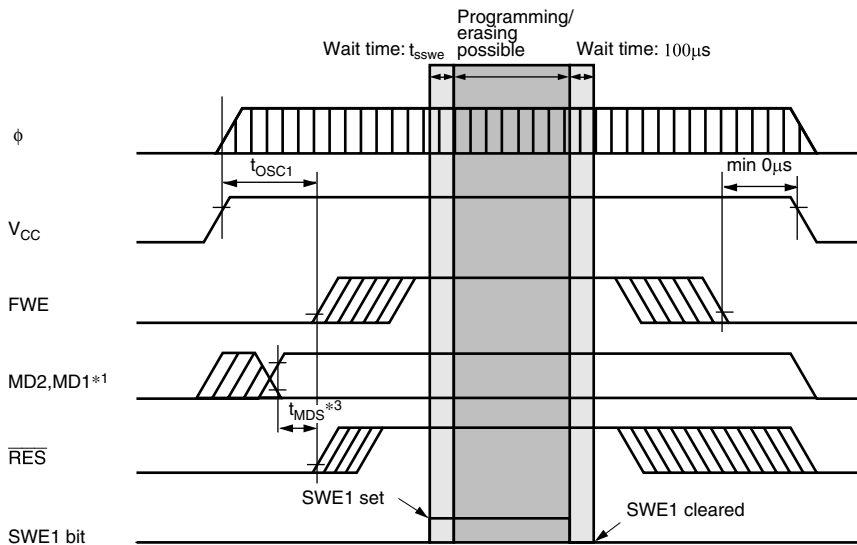 Programming/
erasing
possible
Wait time: tsswe
Wait time: 100μs
ϕ
tOSC1
min 0μs
VCC
FWE
MD2,MD1*1
tMDS*3
RES
SWE1 set
SWE1 cleared
SWE1 bit